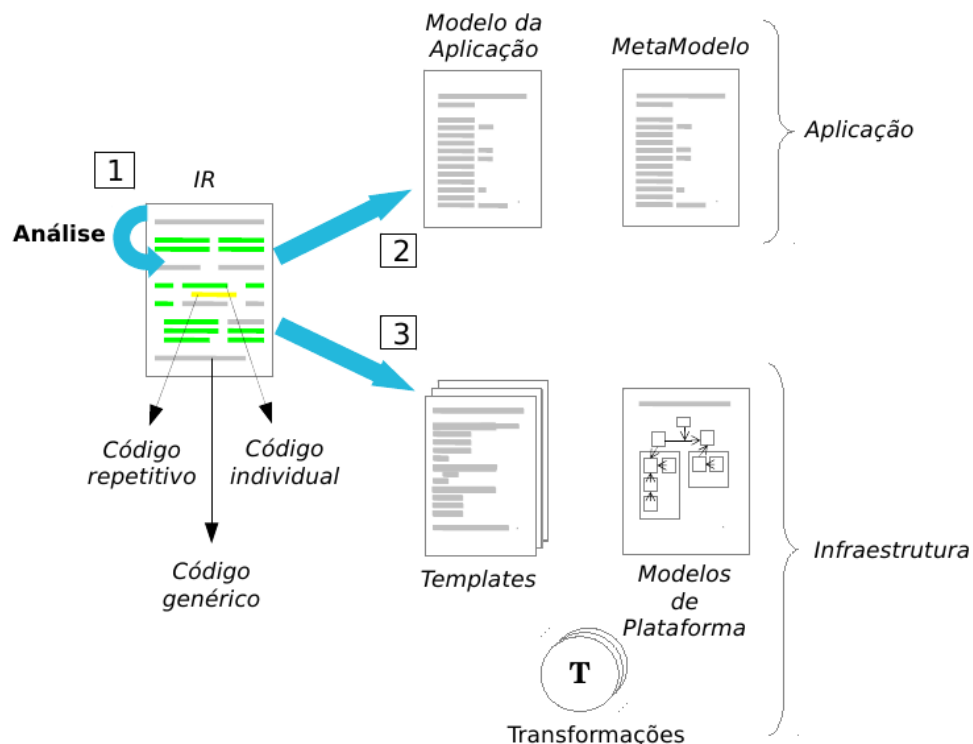 Modelo da
Aplicação
MetaModelo
Aplicação
1
IR
Análise
2
3
Código
repetitivo
Código
individual
Código
genérico
Templates
Modelos
de
Plataforma
Infraestrutura
T
Transformações